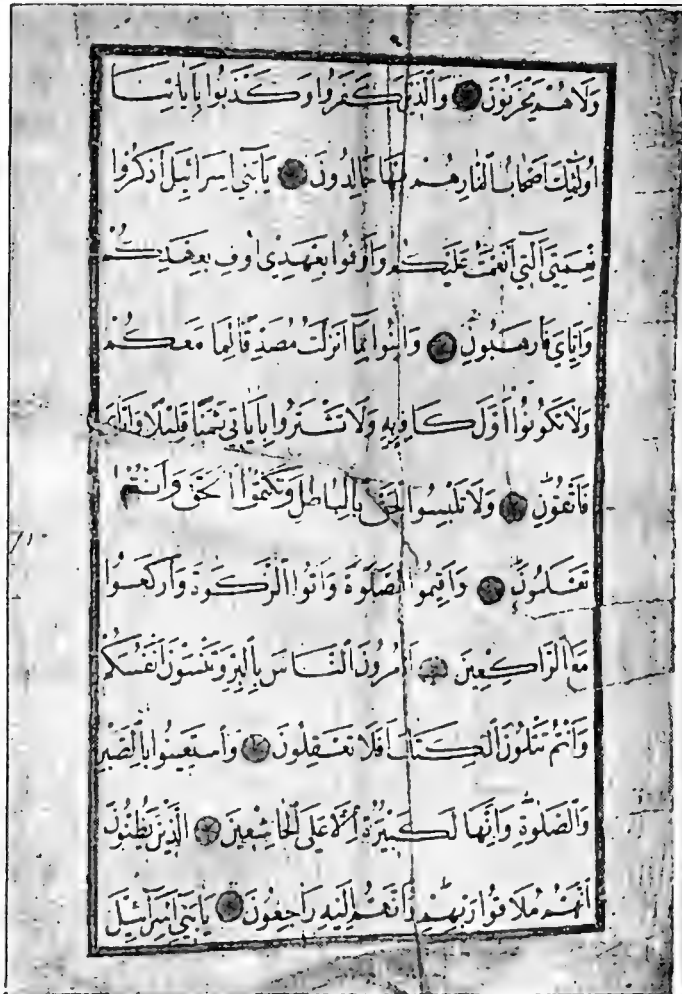 ٩
وَلَا هُمْ يَحْزَنُونَ وَالَّذِينَ كَفَرُوا وَكَذَّبُوا بِآيَاتِنَا
أُولَٰئِكَ أَصْحَابُ النَّارِ هُمْ فِيهَا خَالِدُونَ يَا بَنِي إِسْرَائِيلَ اذْكُرُوا
نِعْمَتِيَ الَّتِي أَنْعَمْتُ عَلَيْكُمْ وَأَوْفُوا بِعَهْدِي أُوفِ بِعَهْدِكُمْ
وَإِيَّايَ فَارْهَبُونِ وَآمِنُوا بِمَا أَنْزَلْتُ مُصَدِّقًا لِمَا مَعَكُمْ
وَلَا تَكُونُوا أَوَّلَ كَافِرٍ بِهِ وَلَا تَشْتَرُوا بِآيَاتِي ثَمَنًا قَلِيلًا وَإِيَّايَ
فَاتَّقُونِ وَلَا تَلْبِسُوا الْحَقَّ بِالْبَاطِلِ وَتَكْتُمُوا الْحَقَّ وَأَنْتُمْ
تَعْلَمُونَ وَأَقِيمُوا الصَّلٰوةَ وَآتُوا الزَّكٰوةَ وَارْكَعُوا
مَعَ الرَّاكِعِينَ أَتَأْمُرُونَ النَّاسَ بِالْبِرِّ وَتَنْسَوْنَ أَنْفُسَكُمْ
وَأَنْتُمْ تَتْلُونَ الْكِتَابَ أَفَلَا تَعْقِلُونَ وَاسْتَعِينُوا بِالصَّبْرِ
وَالصَّلٰوةِ وَإِنَّهَا لَكَبِيرَةٌ إِلَّا عَلَى الْخَاشِعِينَ الَّذِينَ يَظُنُّونَ
أَنَّهُمْ مُلَاقُوا رَبِّهِمْ وَأَنَّهُمْ إِلَيْهِ رَاجِعُونَ يَا بَنِي إِسْرَائِيلَ